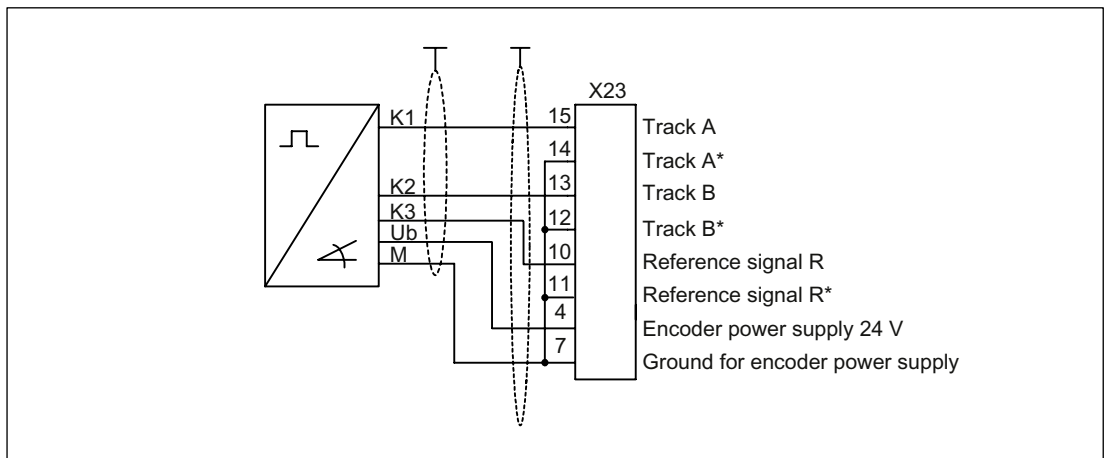 X23
K1 15 Track A
14 Track A*
K2 13 Track B
K3 12 Track B*
Ub 10 Reference signal R
M 11 Reference signal R*
4 Encoder power supply 24 V
7 Ground for encoder power supply